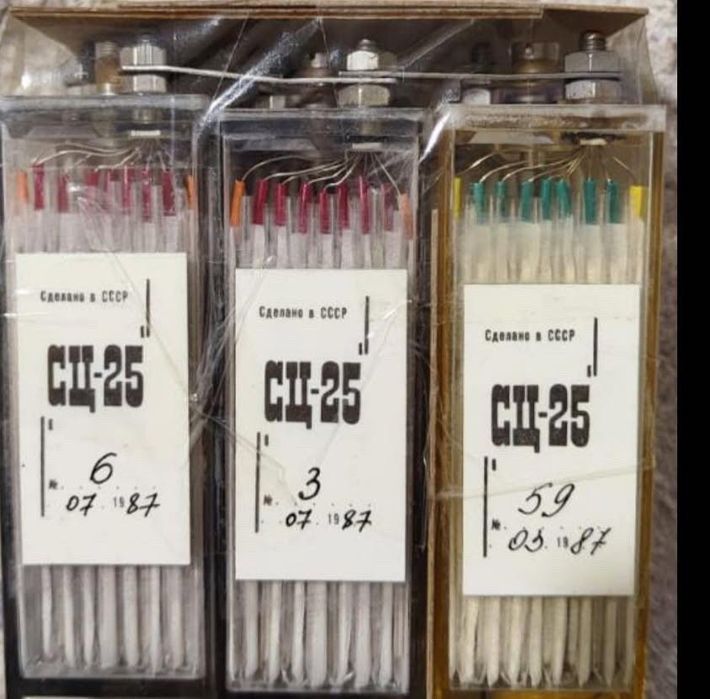 Сделано в СССР
СЦ-25
№ 6
07. 1987
Сделано в СССР
СЦ-25
№ 3
07. 1987
Сделано в СССР
СЦ-25
№ 59
03. 1987